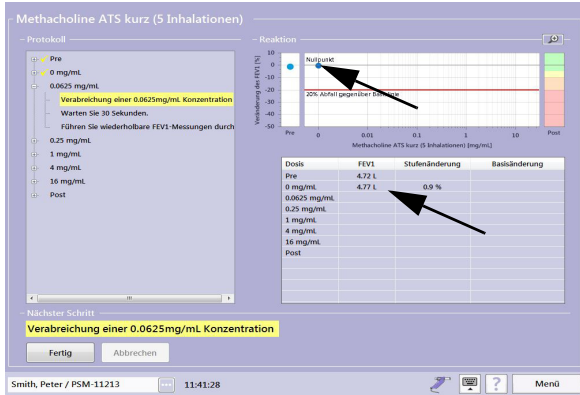 Methacholine ATS kurz (5 Inhalationen)
Protokoll
Pre
0 mg/mL
0.0625 mg/mL
Verabreichung einer 0.0625mg/mL Konzentration
Warten Sie 30 Sekunden.
Führen Sie wiederholbare FEV1-Messungen durch
0.25 mg/mL
1 mg/mL
4 mg/mL
16 mg/mL
Post
Reaktion
Veränderung des FEV1 [%]
10
0
-10
-20
-30
-40
-50
Nullpunkt
20% Abfall gegenüber
Pre 0 0.01 0.1 1 10 Post
Methacholine ATS kurz (5 Inhalationen) [mg/mL]
Dosis FEV1 Stufenänderung Basisänderung
Pre 4.72 L
0 mg/mL 4.77 L 0.9 %
0.0625 mg/mL
0.25 mg/mL
1 mg/mL
4 mg/mL
16 mg/mL
Post
Nächster Schritt
Verabreichung einer 0.0625mg/mL Konzentration
Fertig Abbrechen
Smith, Peter / PSM-11213 ... 11:41:28 ? Menü